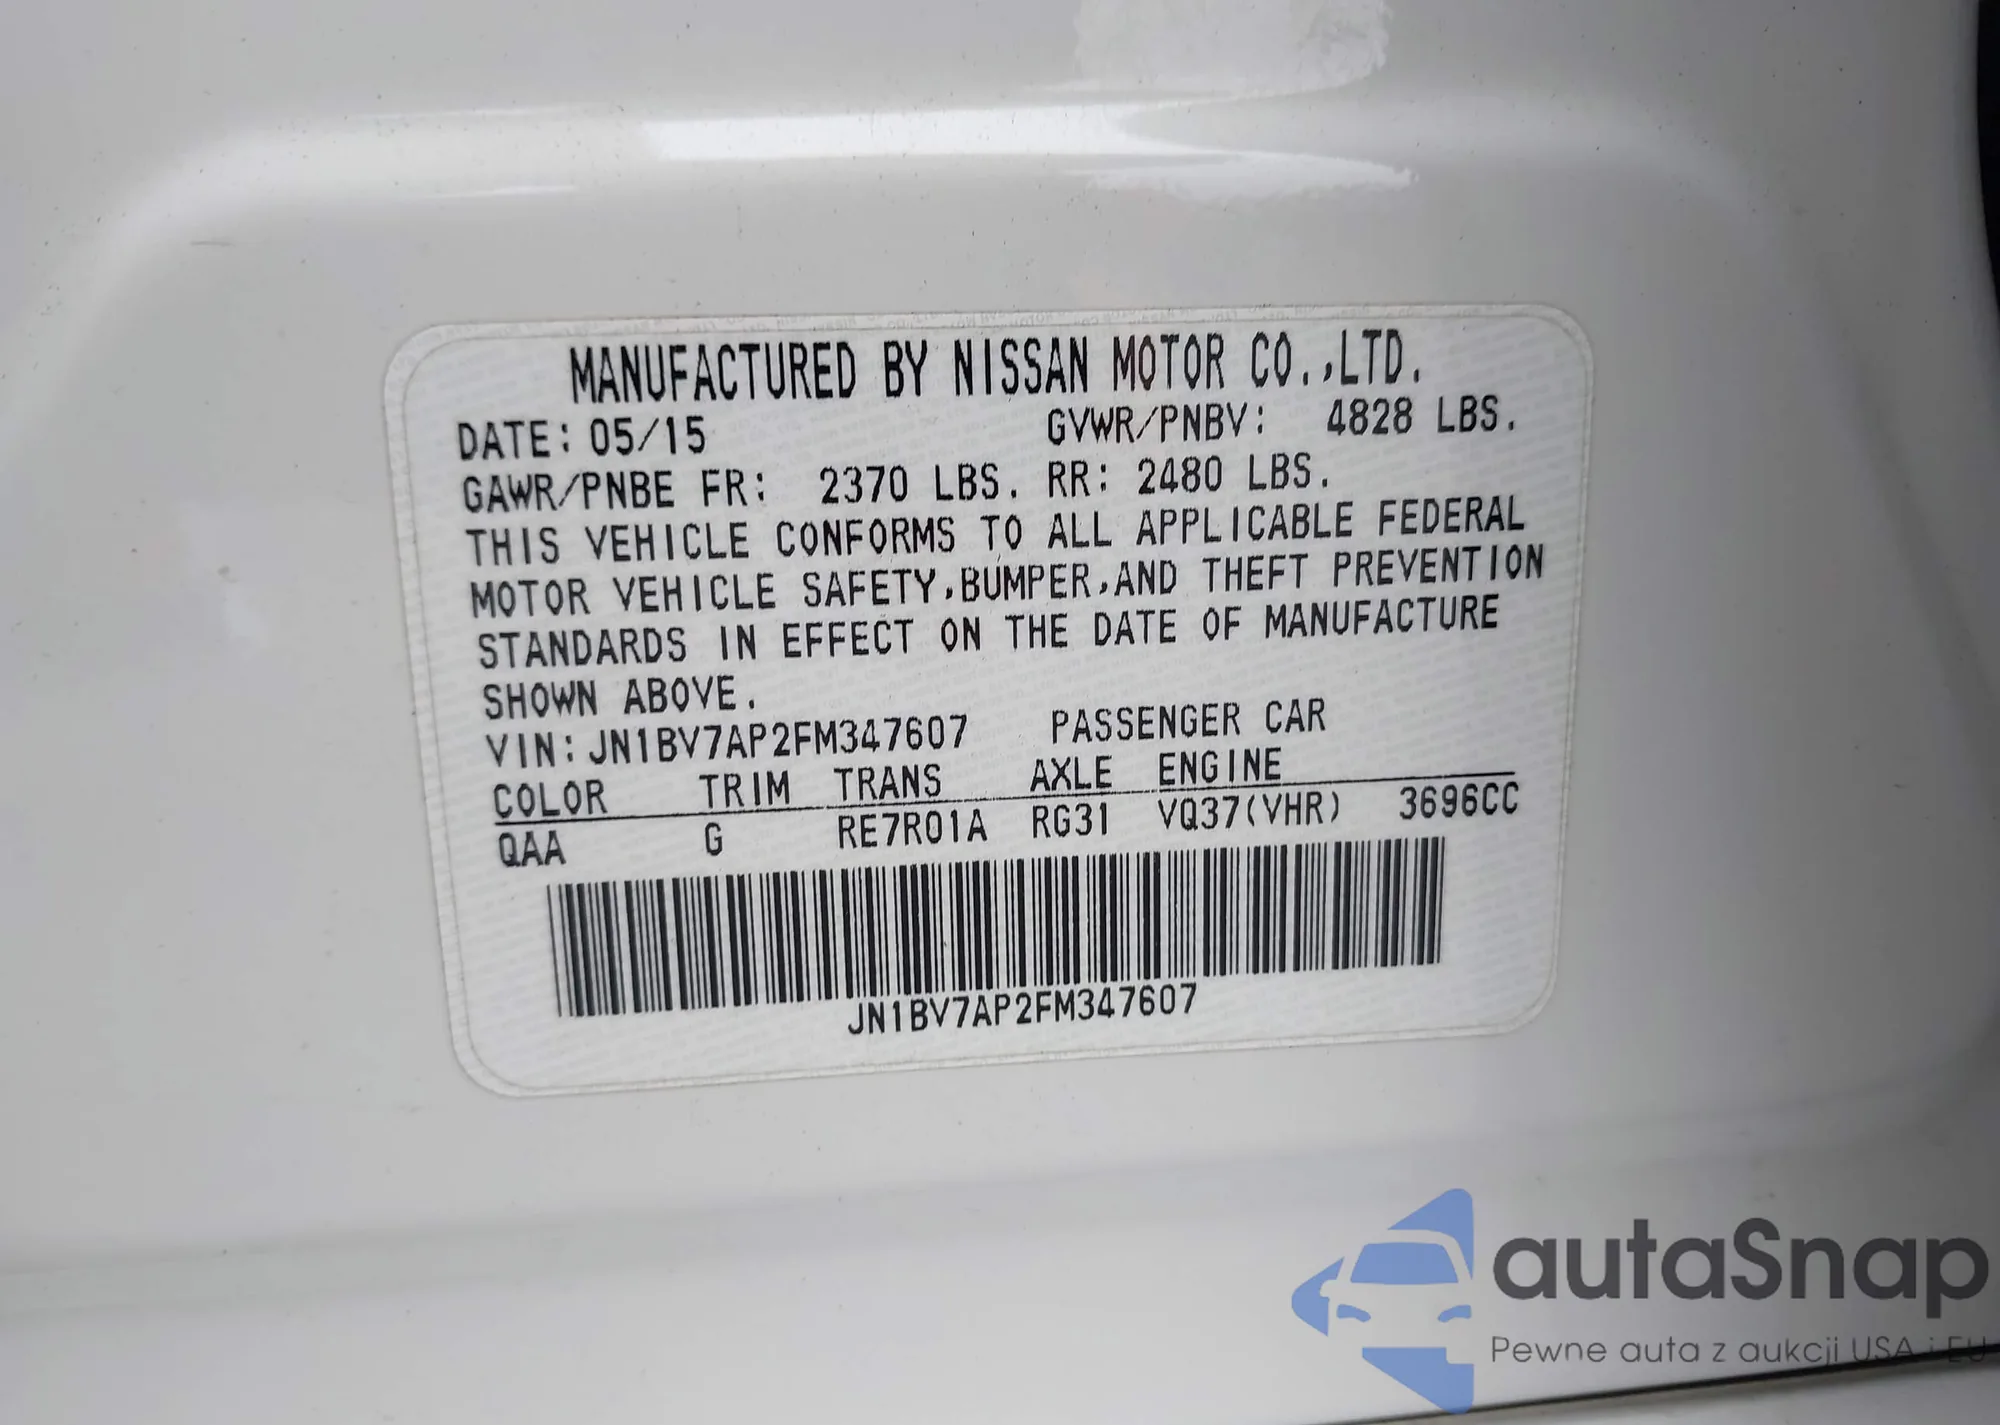 MANUFACTURED BY NISSAN MOTOR CO.,LTD.
DATE: 05/15 GVWR/PNBV: 4828 LBS.
GAWR/PNBE FR: 2370 LBS. RR: 2480 LBS.
THIS VEHICLE CONFORMS TO ALL APPLICABLE FEDERAL
MOTOR VEHICLE SAFETY,BUMPER,AND THEFT PREVENTION
STANDARDS IN EFFECT ON THE DATE OF MANUFACTURE
SHOWN ABOVE.
VIN: JN1BV7AP2FM347607 PASSENGER CAR
COLOR TRIM TRANS AXLE ENGINE
QAA G RE7R01A RG31 VQ37(VHR) 3696CC
JN1BV7AP2FM347607
autaSnap
Pewne auta z aukcji USA i EU